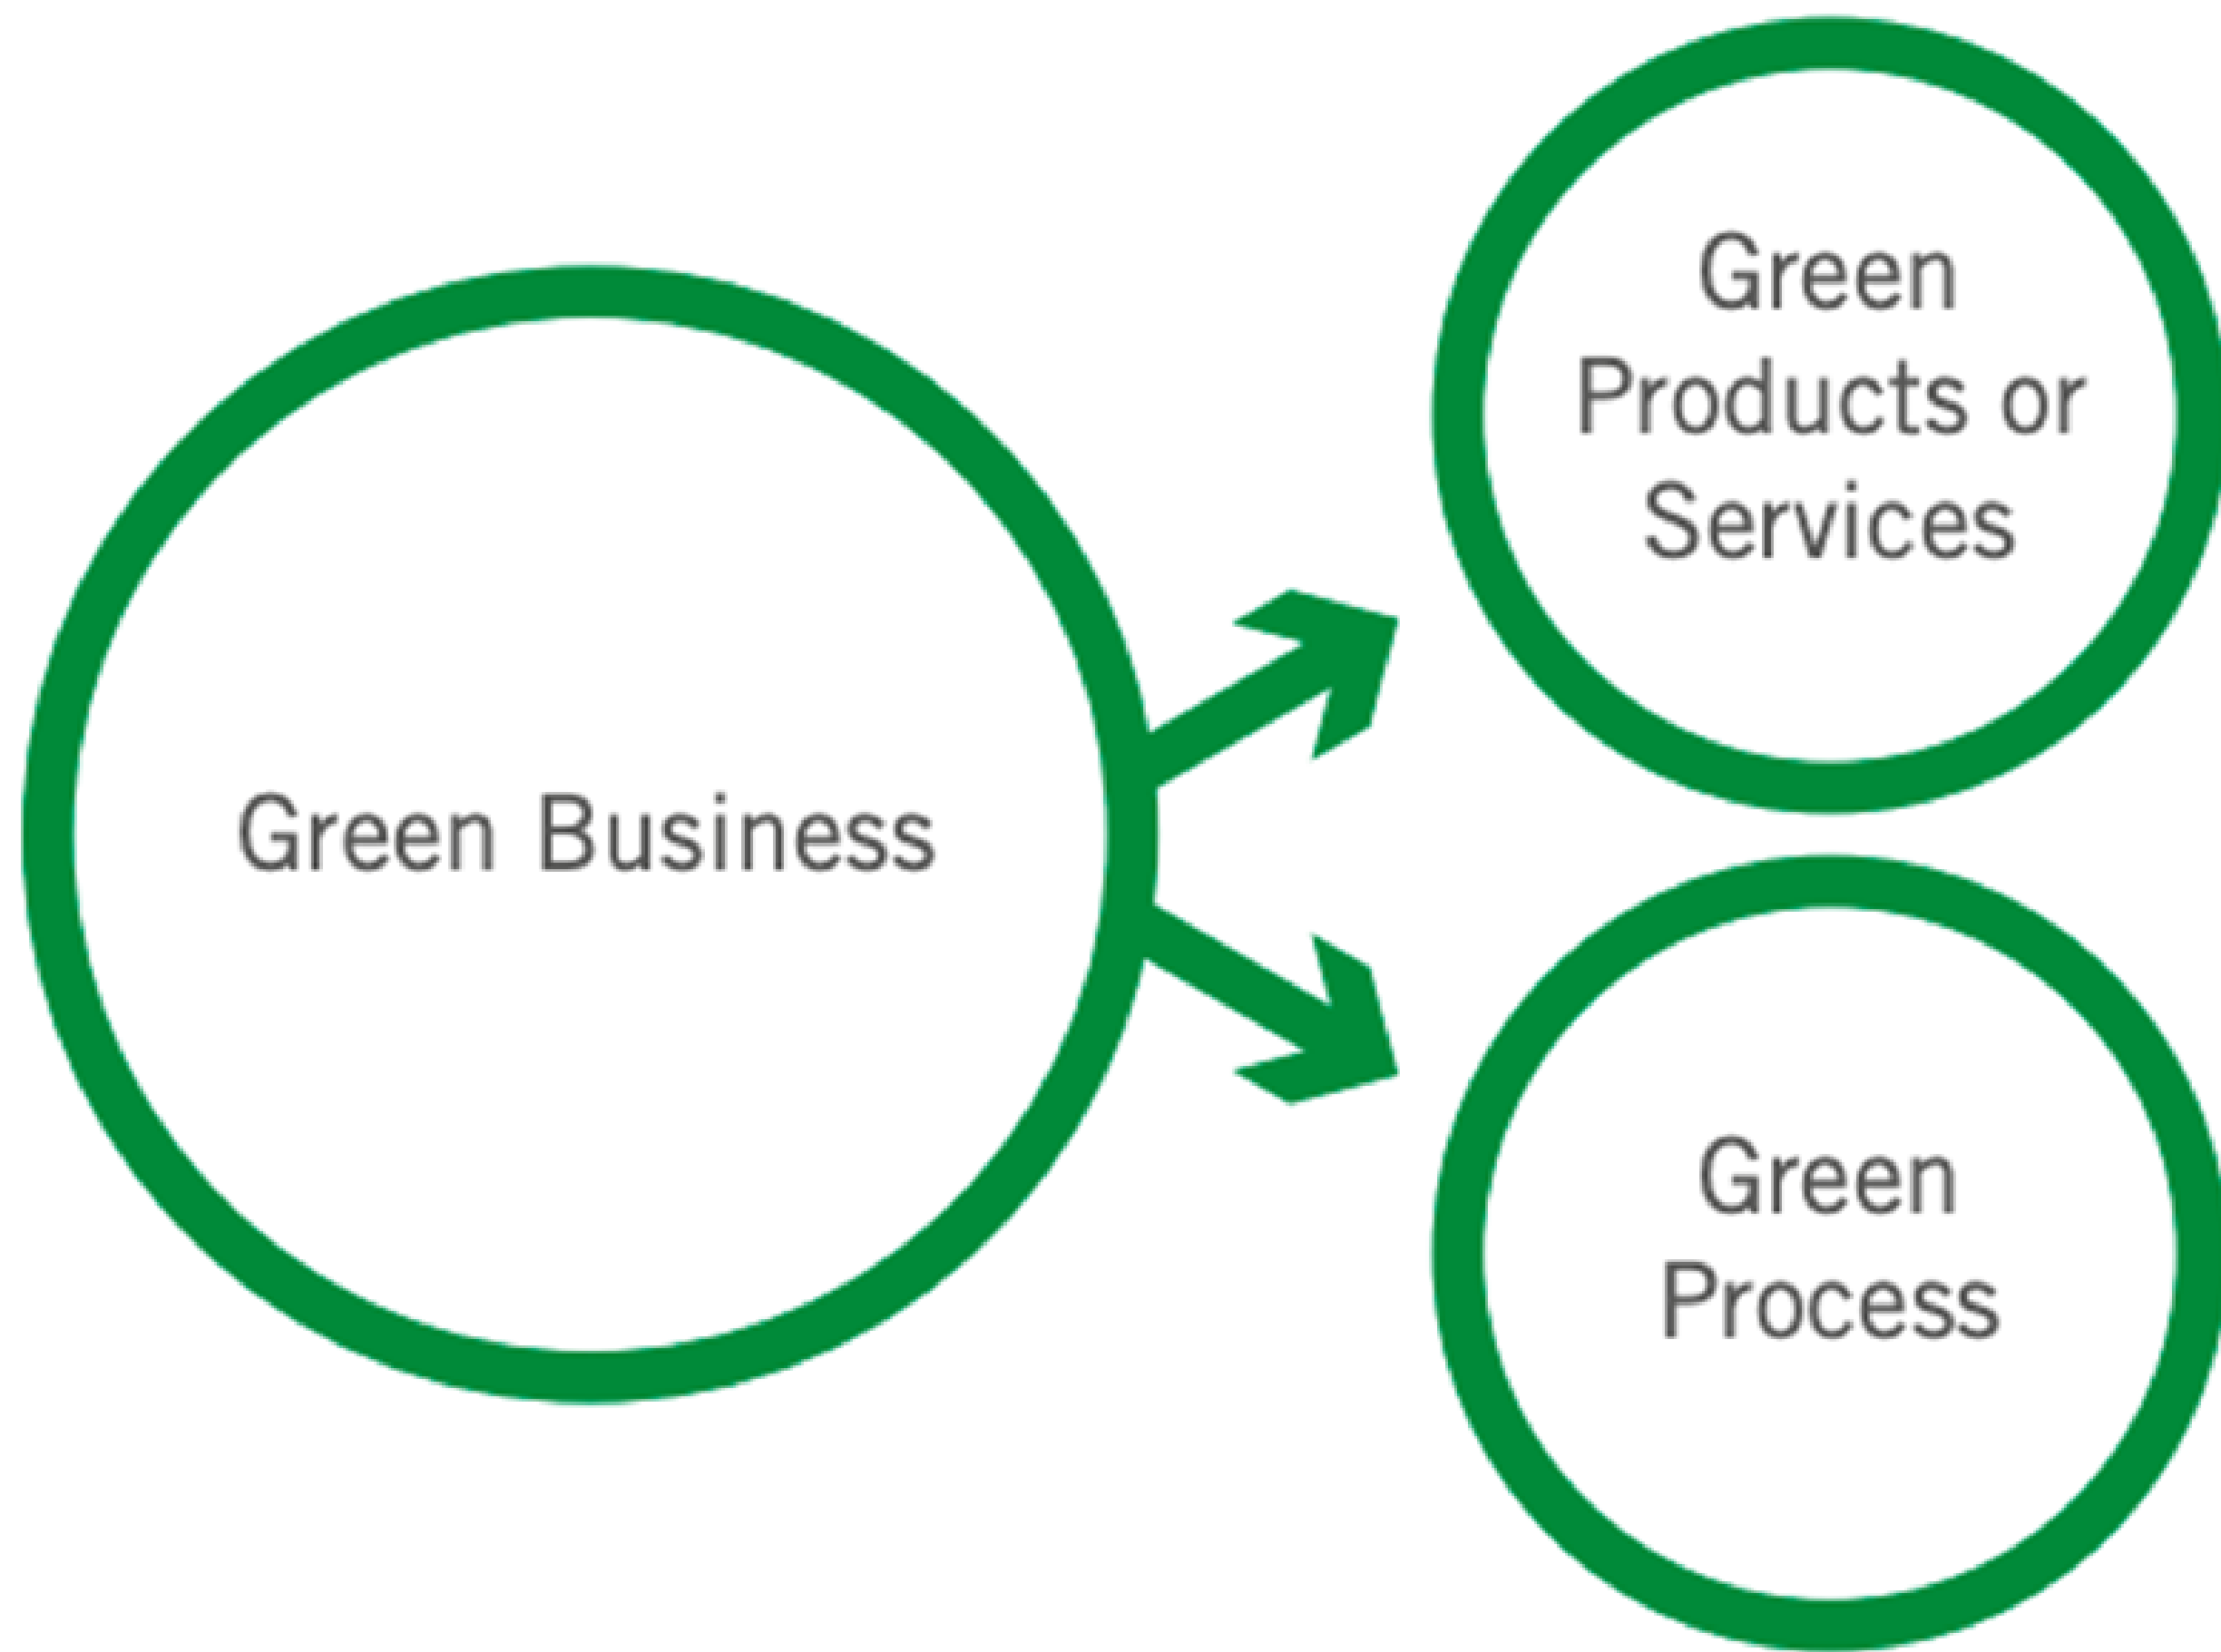 Green Business
Green
Products or
Services
Green
Process